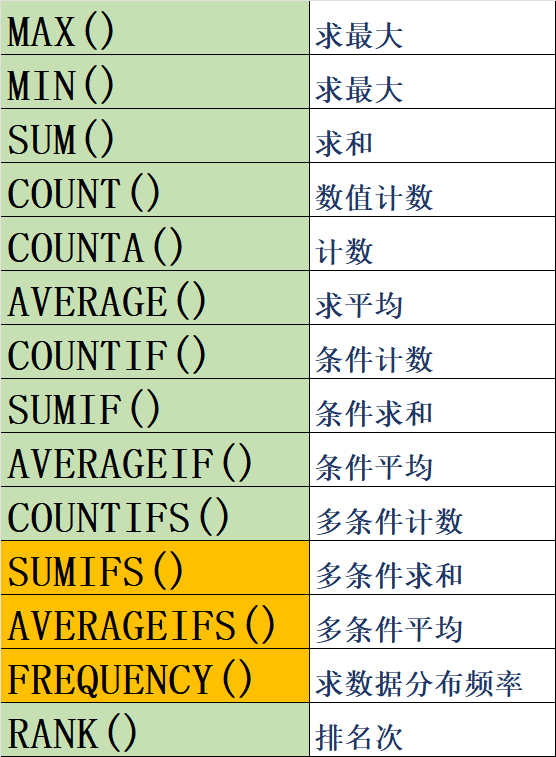 MAX() 求最大
MIN() 求最大
SUM() 求和
COUNT() 数值计数
COUNTA() 计数
AVERAGE() 求平均
COUNTIF() 条件计数
SUMIF() 条件求和
AVERAGEIF() 条件平均
COUNTIFS() 多条件计数
SUMIFS() 多条件求和
AVERAGEIFS() 多条件平均
FREQUENCY() 求数据分布频率
RANK() 排名次